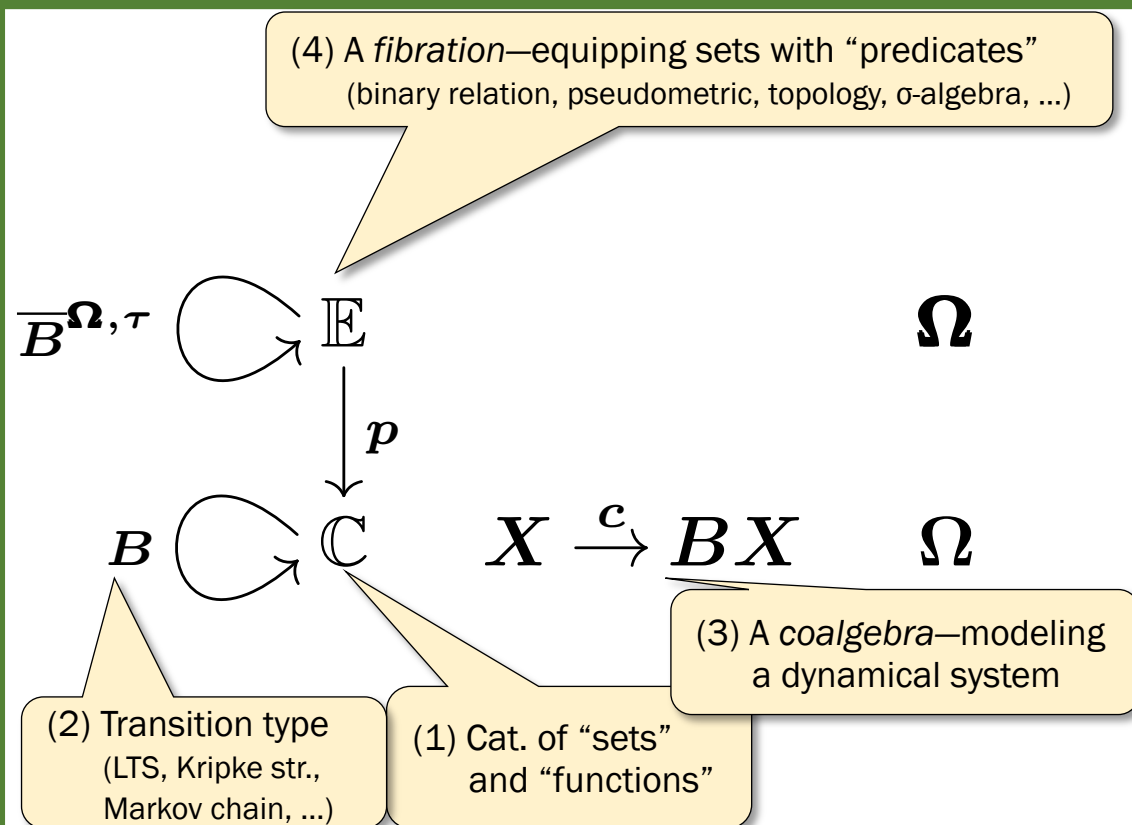 (4) A fibration—equipping sets with “predicates”
(binary relation, pseudometric, topology, σ-algebra, ...)
B̅^𝛀,τ
𝔼
𝛀
p
B
ℂ
X →^c BX
Ω
(3) A coalgebra—modeling
a dynamical system
(2) Transition type
(LTS, Kripke str.,
Markov chain, ...)
(1) Cat. of “sets”
and “functions”